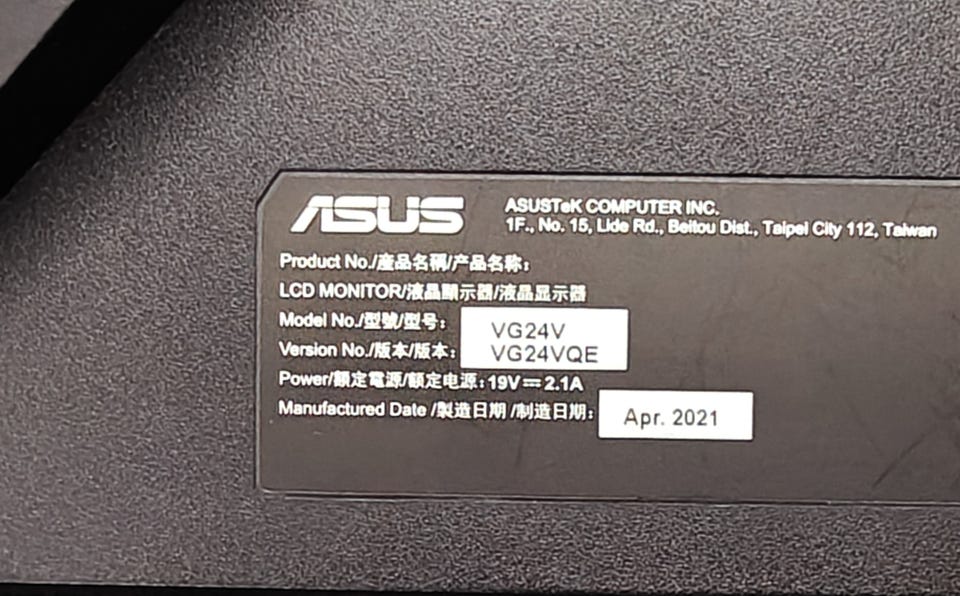 ASUS
ASUSTeK COMPUTER INC.
1F., No. 15, Lide Rd., Beitou Dist., Taipei City 112, Taiwan
Product No./産品名稱/产品名称:
LCD MONITOR/液晶顯示器/液晶显示器
Model No./型號/型号: VG24V
Version No./版本/版本: VG24VQE
Power/額定電源/额定电源: 19V⎓2.1A
Manufactured Date /製造日期 /制造日期: Apr. 2021